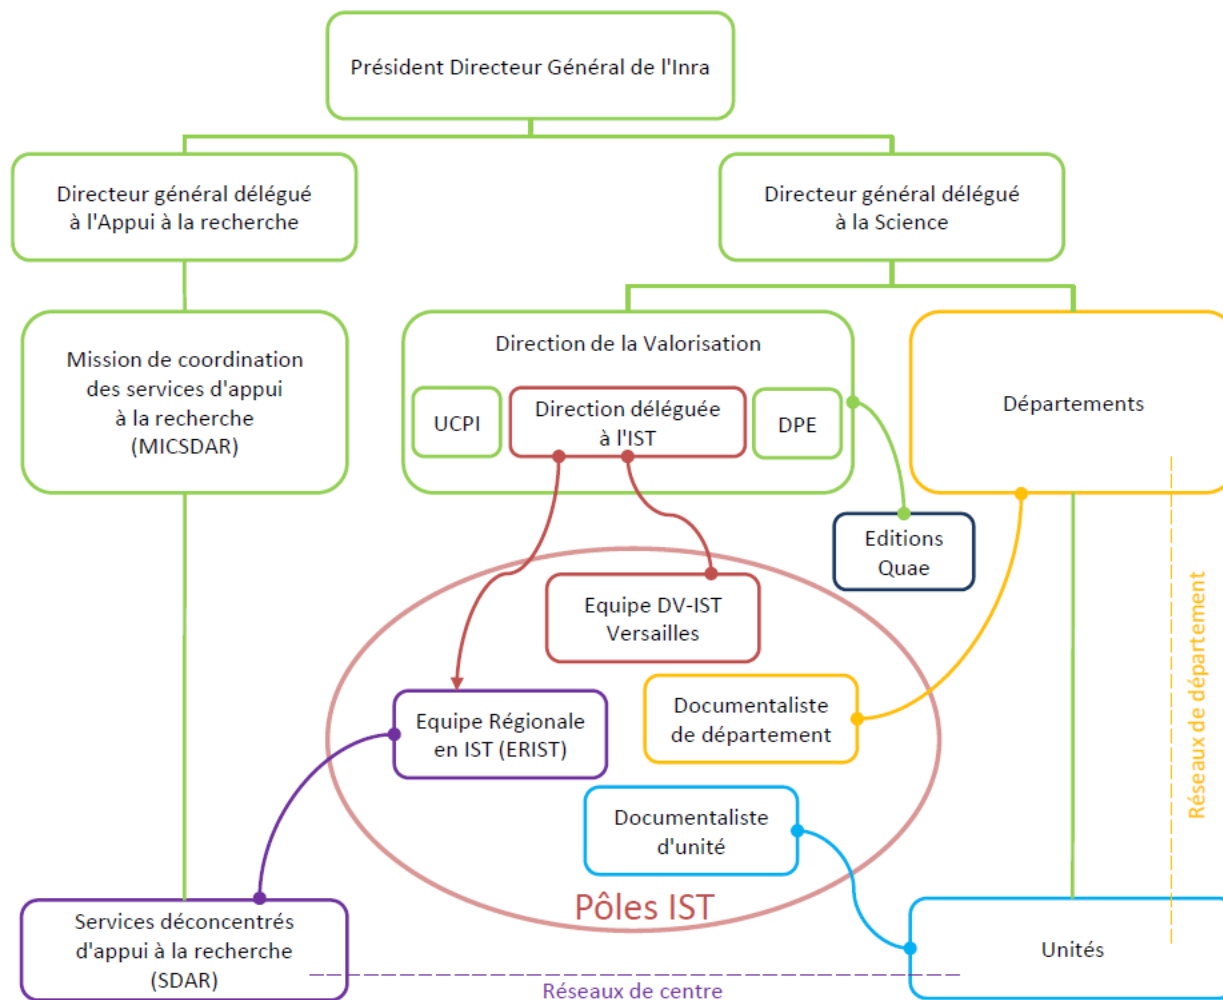 Président Directeur Général de l'Inra
Directeur général délégué
à l'Appui à la recherche
Directeur général délégué
à la Science
Mission de coordination
des services d'appui
à la recherche
(MICSDAR)
Direction de la Valorisation
UCPI
Direction déléguée
à l'IST
DPE
Départements
Editions
Quae
Equipe DV-IST
Versailles
Equipe Régionale
en IST (ERIST)
Documentaliste
de département
Documentaliste
d'unité
Pôles IST
Réseaux de département
Services déconcentrés
d'appui à la recherche
(SDAR)
Unités
Réseaux de centre